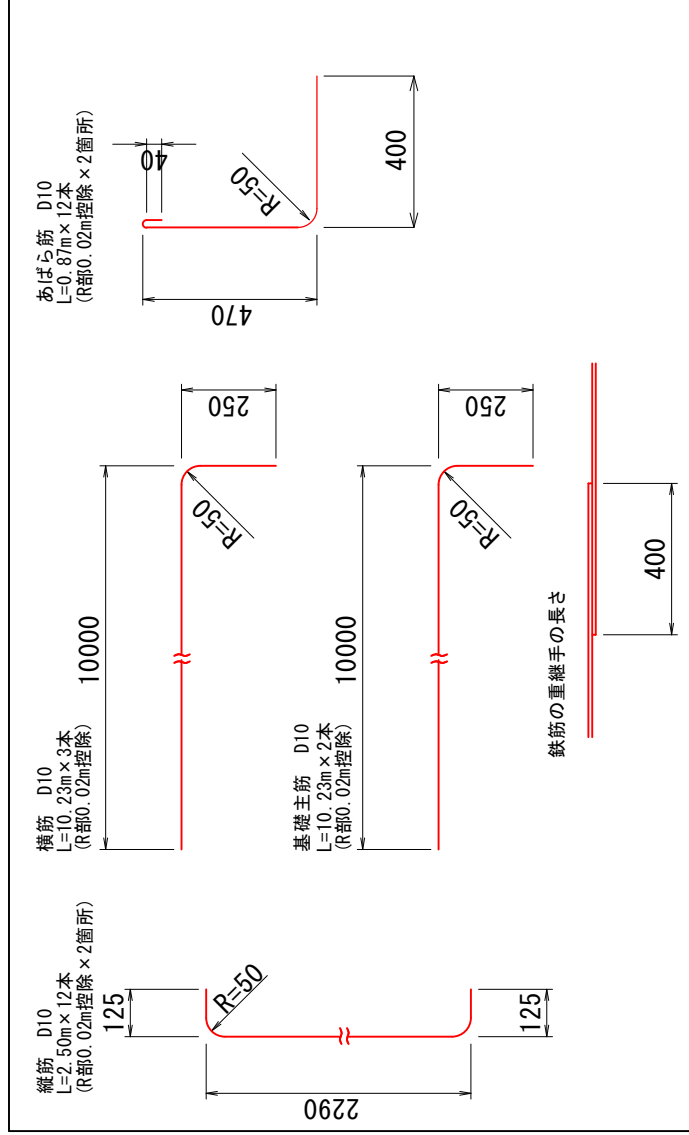 縦筋 D10
L=2.50m×12本
(R部0.02m控除×2箇所)
125
R=50
2290
125
横筋 D10
L=10.23m×3本
(R部0.02m控除)
10000
R=50
250
基礎主筋 D10
L=10.23m×2本
(R部0.02m控除)
10000
R=50
250
あばら筋 D10
L=0.87m×12本
(R部0.02m控除×2箇所)
40
R=50
470
400
鉄筋の重継手の長さ
400